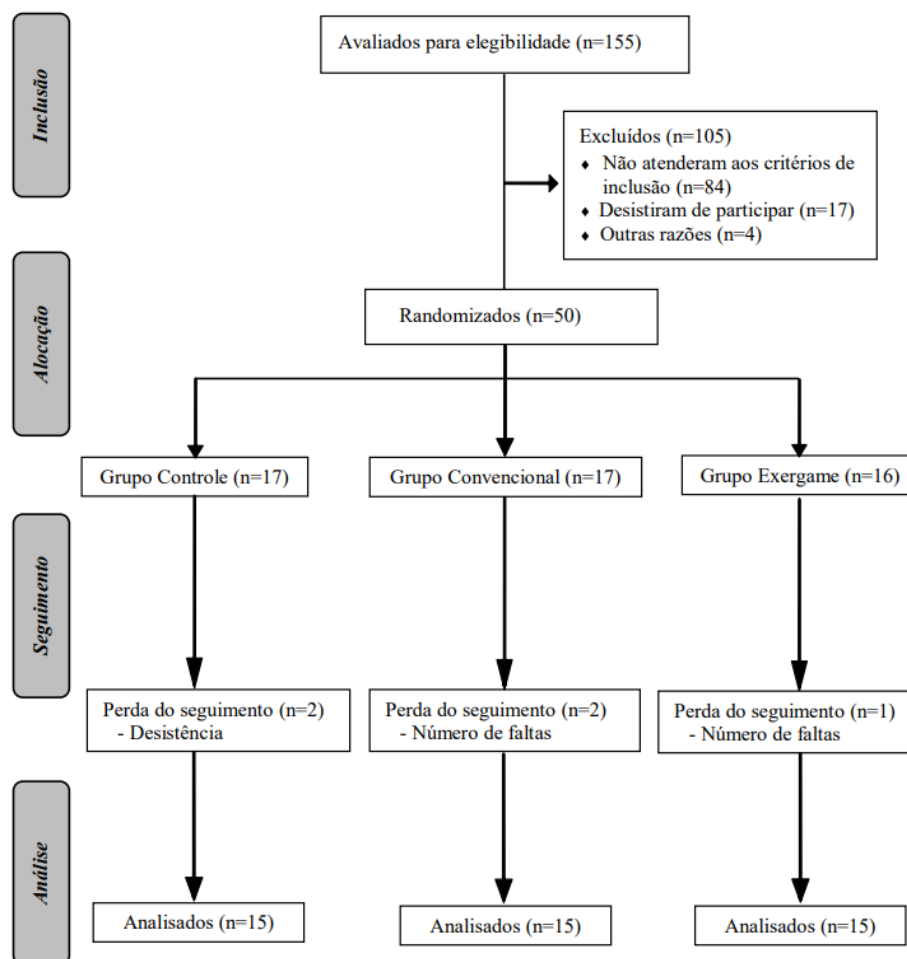 Inclusão
Avaliados para elegibilidade (n=155)
Excluídos (n=105)
♦ Não atenderam aos critérios de
inclusão (n=84)
♦ Desistiram de participar (n=17)
♦ Outras razões (n=4)
Alocação
Randomizados (n=50)
Grupo Controle (n=17)
Grupo Convencional (n=17)
Grupo Exergame (n=16)
Seguimento
Perda do seguimento (n=2)
- Desistência
Perda do seguimento (n=2)
- Número de faltas
Perda do seguimento (n=1)
- Número de faltas
Análise
Analisados (n=15)
Analisados (n=15)
Analisados (n=15)